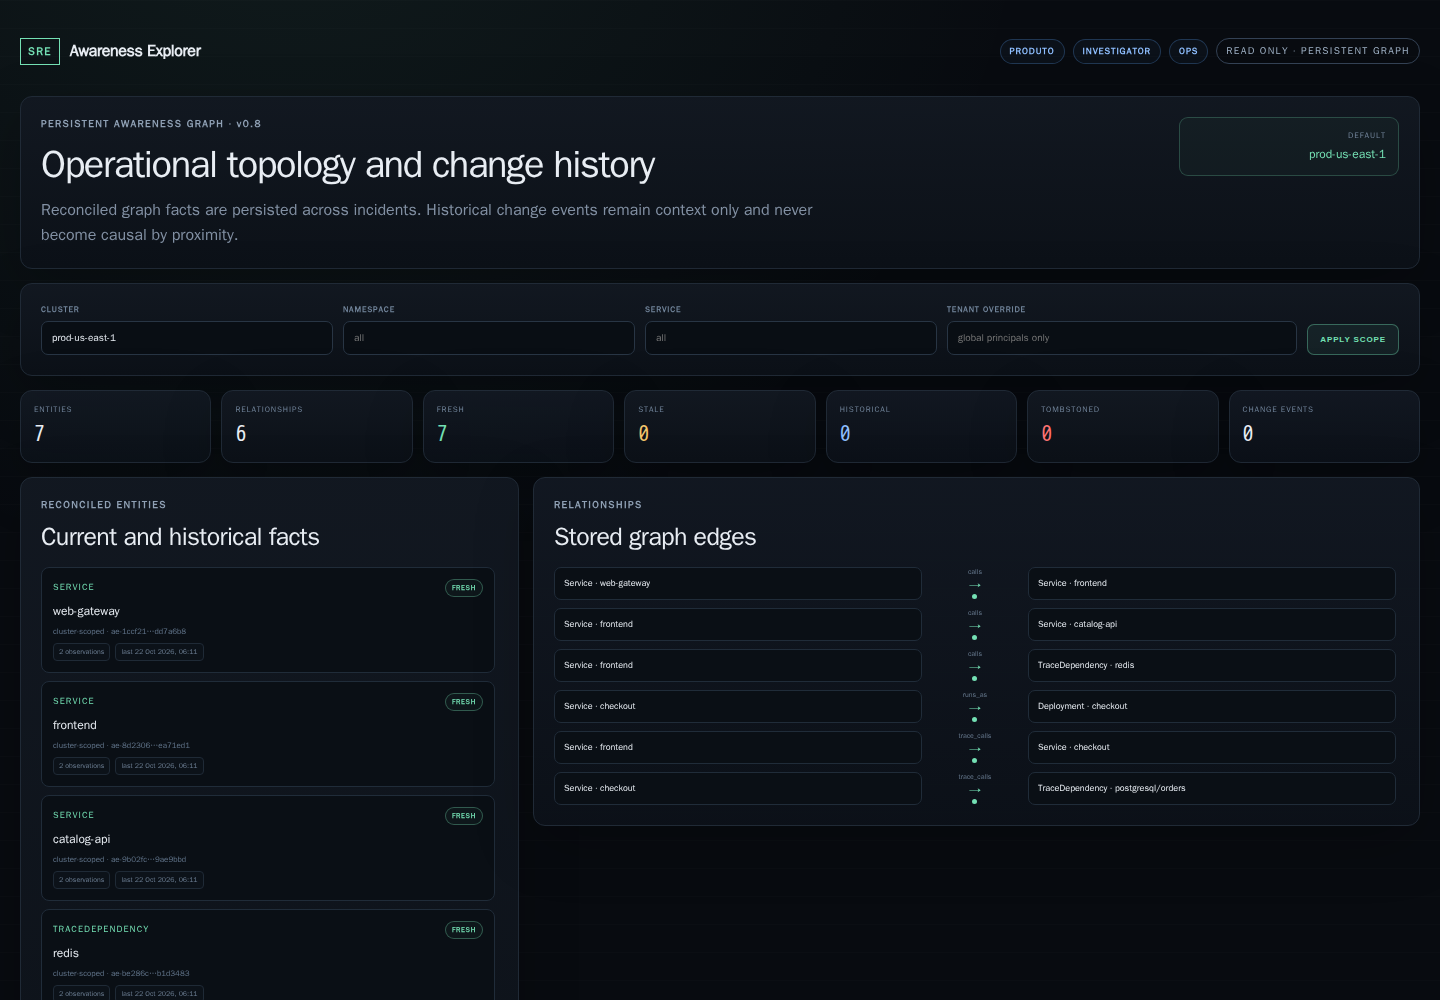 SRE Awareness Explorer
PRODUTO INVESTIGATOR OPS READ ONLY · PERSISTENT GRAPH
PERSISTENT AWARENESS GRAPH · v0.8
Operational topology and change history
Reconciled graph facts are persisted across incidents. Historical change events remain context only and never
become causal by proximity.
DEFAULT
prod-us-east-1
CLUSTER NAMESPACE SERVICE TENANT OVERRIDE
prod-us-east-1 all all global principals only APPLY SCOPE
ENTITIES RELATIONSHIPS FRESH STALE HISTORICAL TOMBSTONED CHANGE EVENTS
7 6 7 0 0 0 0
RECONCILED ENTITIES
Current and historical facts
SERVICE FRESH
web-gateway
cluster-scoped · ae-1ccf21···dd7a6b8
2 observations last 22 Oct 2026, 06:11
SERVICE FRESH
frontend
cluster-scoped · ae-8d2306···ea71ed1
2 observations last 22 Oct 2026, 06:11
SERVICE FRESH
catalog-api
cluster-scoped · ae-9b02fc···9ae9bbd
2 observations last 22 Oct 2026, 06:11
TRACEDEPENDENCY FRESH
redis
cluster-scoped · ae-be286c···b1d3483
2 observations last 22 Oct 2026, 06:11
RELATIONSHIPS
Stored graph edges
Service · web-gateway calls → Service · frontend
Service · frontend calls → Service · catalog-api
Service · frontend calls → TraceDependency · redis
Service · checkout runs_as → Deployment · checkout
Service · frontend trace_calls → Service · checkout
Service · checkout trace_calls → TraceDependency · postgresql/orders